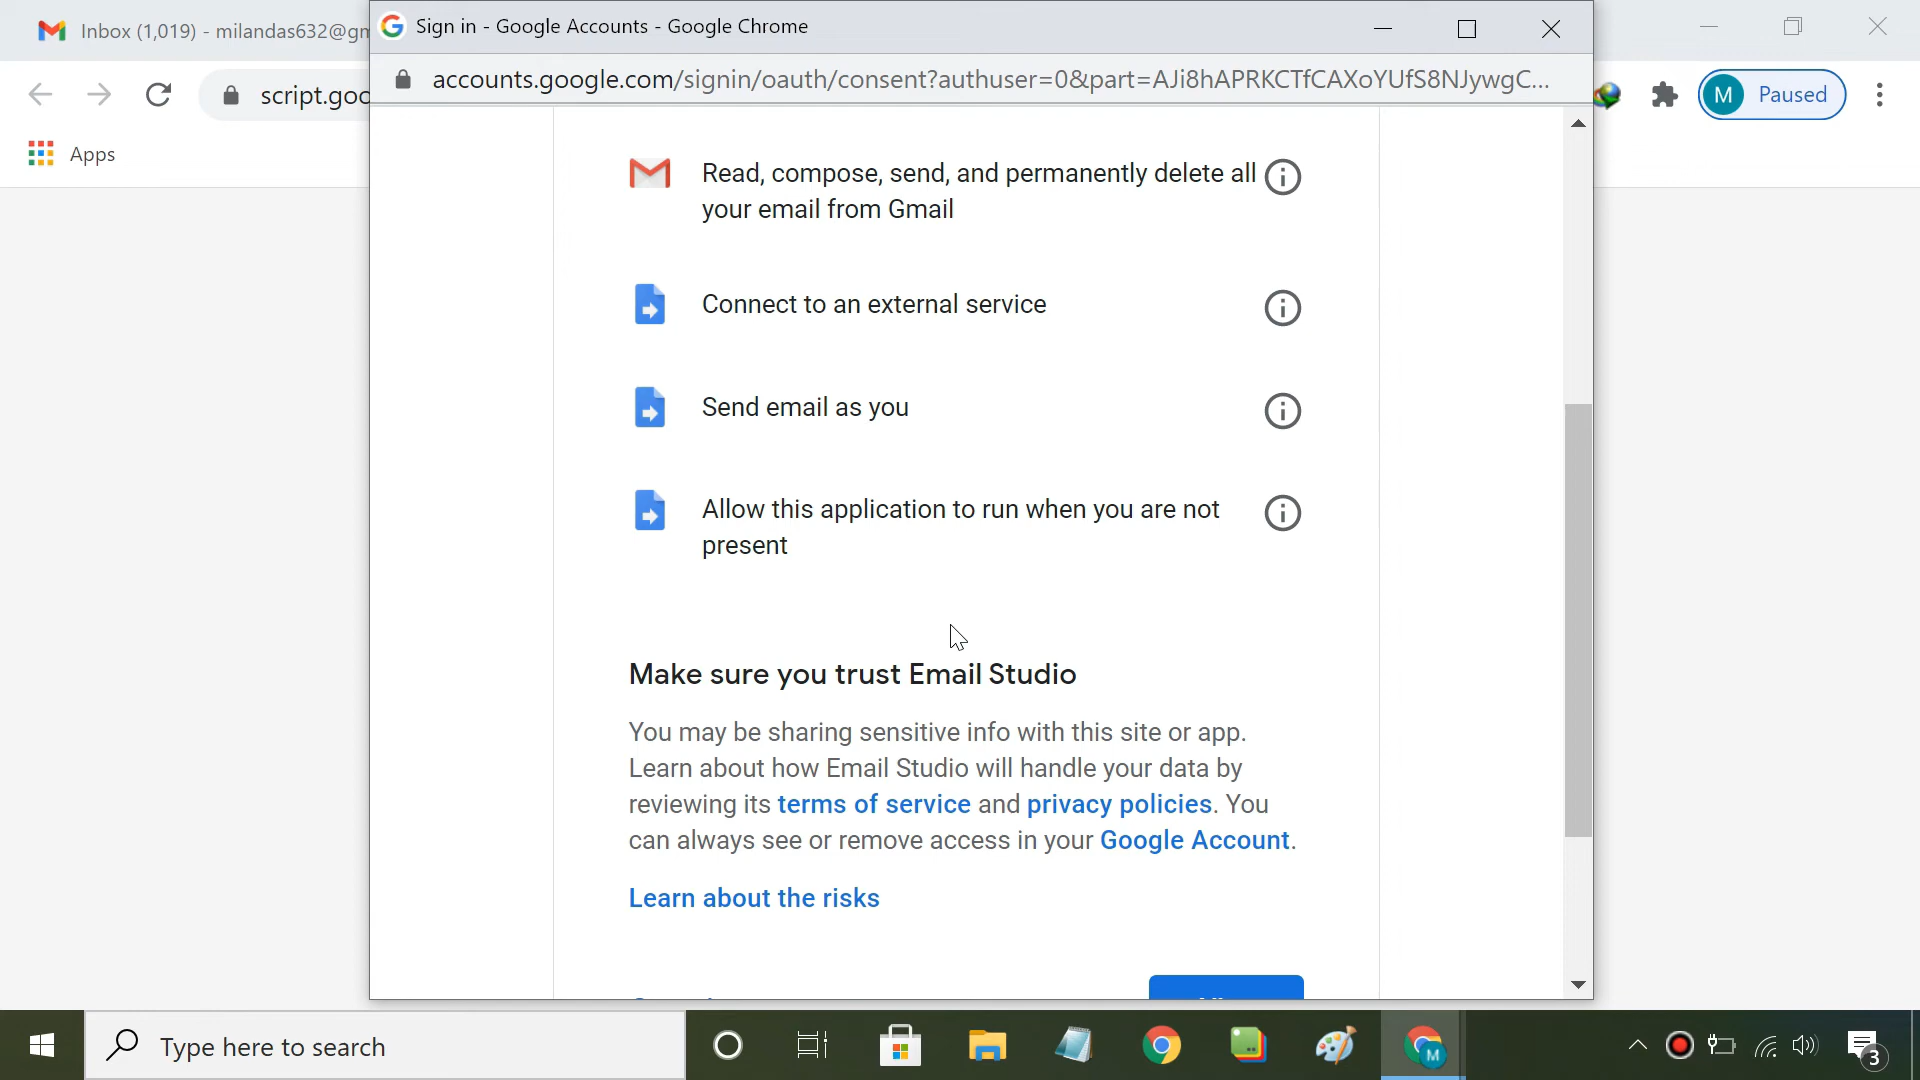 Inbox (1,019) - milandas632@gm
Sign in - Google Accounts - Google Chrome
accounts.google.com/signin/oauth/consent?authuser=0&part=AJi8hAPRKCTfCAXoYUfS8NJywgC...
script.goo
M
Paused
Apps
Read, compose, send, and permanently delete all
your email from Gmail
Connect to an external service
Send email as you
Allow this application to run when you are not
present
Make sure you trust Email Studio
You may be sharing sensitive info with this site or app.
Learn about how Email Studio will handle your data by
reviewing its terms of service and privacy policies. You
can always see or remove access in your Google Account.
Learn about the risks
Type here to search
M
3